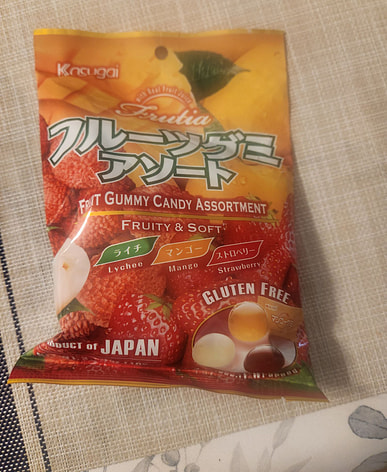 Kasugai
Frutia
フルーツグミ
アソート
FRUIT GUMMY CANDY ASSORTMENT
FRUITY & SOFT
ライチ マンゴー ストロベリー
Lychee Mango Strawberry
GLUTEN FREE
PRODUCT OF JAPAN
Wrapped